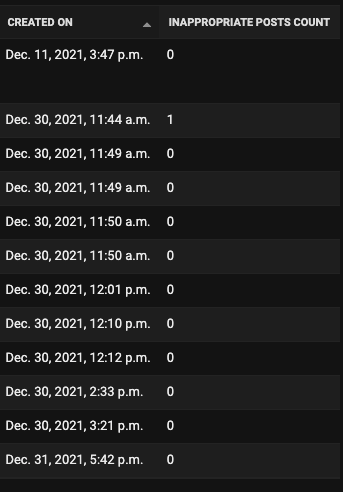 CREATED ON INAPPROPRIATE POSTS COUNT
Dec. 11, 2021, 3:47 p.m. 0
Dec. 30, 2021, 11:44 a.m. 1
Dec. 30, 2021, 11:49 a.m. 0
Dec. 30, 2021, 11:49 a.m. 0
Dec. 30, 2021, 11:50 a.m. 0
Dec. 30, 2021, 11:50 a.m. 0
Dec. 30, 2021, 12:01 p.m. 0
Dec. 30, 2021, 12:10 p.m. 0
Dec. 30, 2021, 12:12 p.m. 0
Dec. 30, 2021, 2:33 p.m. 0
Dec. 30, 2021, 3:21 p.m. 0
Dec. 31, 2021, 5:42 p.m. 0